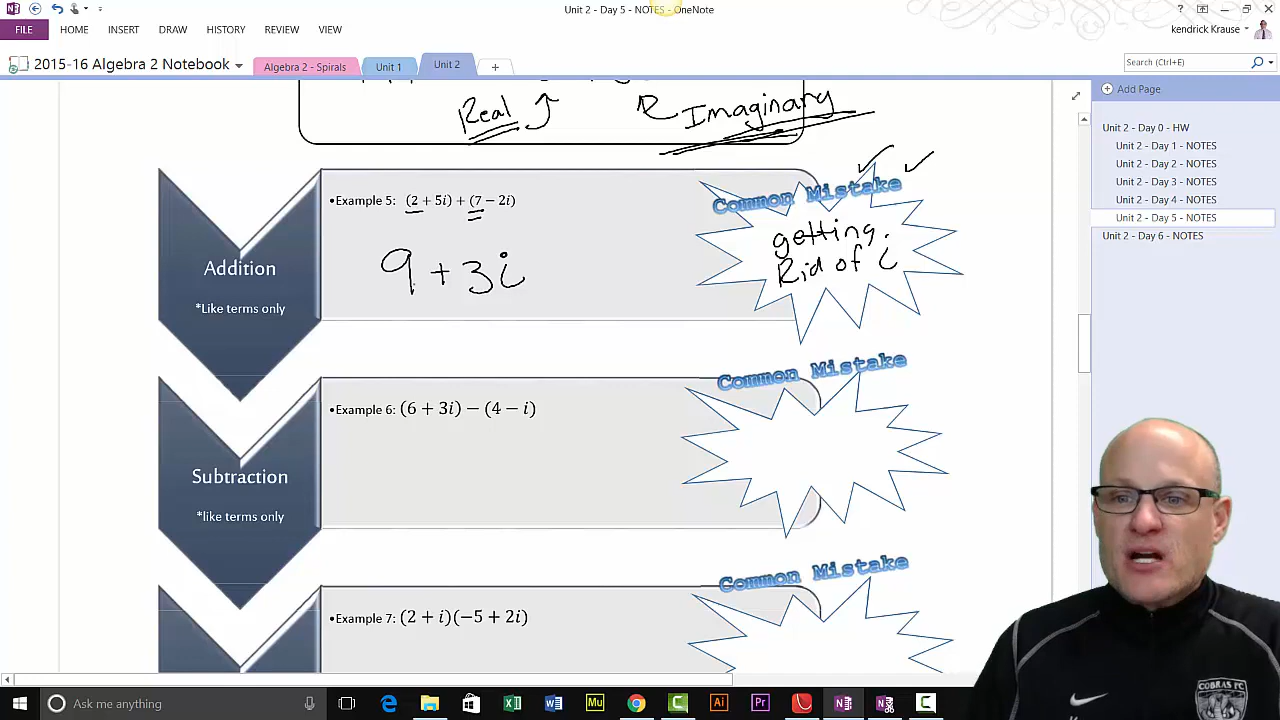 Unit 2 - Day 5 - NOTES - OneNote
FILE HOME INSERT DRAW HISTORY REVIEW VIEW
kendrick Krause
2015-16 Algebra 2 Notebook
Algebra 2 - Spirals
Unit 1
Unit 2
Search (Ctrl+E)
Add Page
Unit 2 - Day 0 - HW
Unit 2 - Day 1 - NOTES
Unit 2 - Day 2 - NOTES
Unit 2 - Day 3 - NOTES
Unit 2 - Day 4 - NOTES
Unit 2 - Day 5 - NOTES
Unit 2 - Day 6 - NOTES
Real
Imaginary
Addition
*Like terms only
•Example 5: (2 + 5i) + (7 − 2i)
9 + 3i
Common Mistake
getting.
Rid of i
Subtraction
*like terms only
•Example 6: (6 + 3i) − (4 − i)
Common Mistake
•Example 7: (2 + i)(−5 + 2i)
Common Mistake
COBRAS FC
Ask me anything